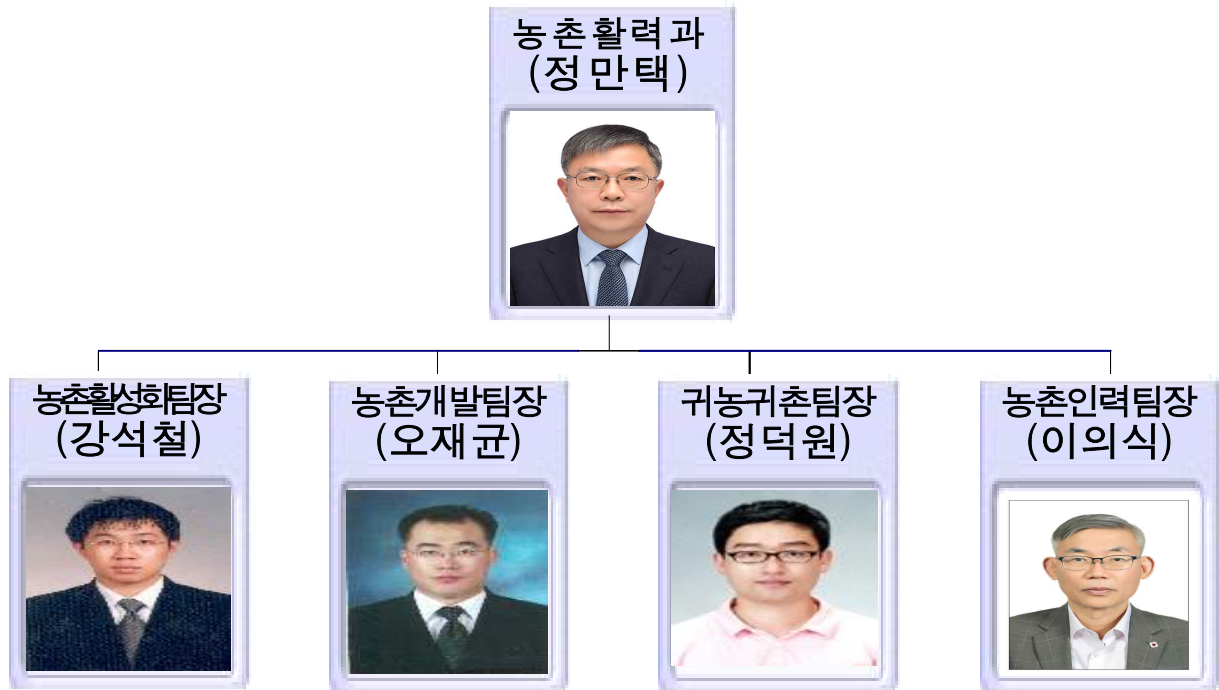 농촌활력과
(정만택)
농촌활성화팀장
(강석철)
농촌개발팀장
(오재균)
귀농귀촌팀장
(정덕원)
농촌인력팀장
(이의식)